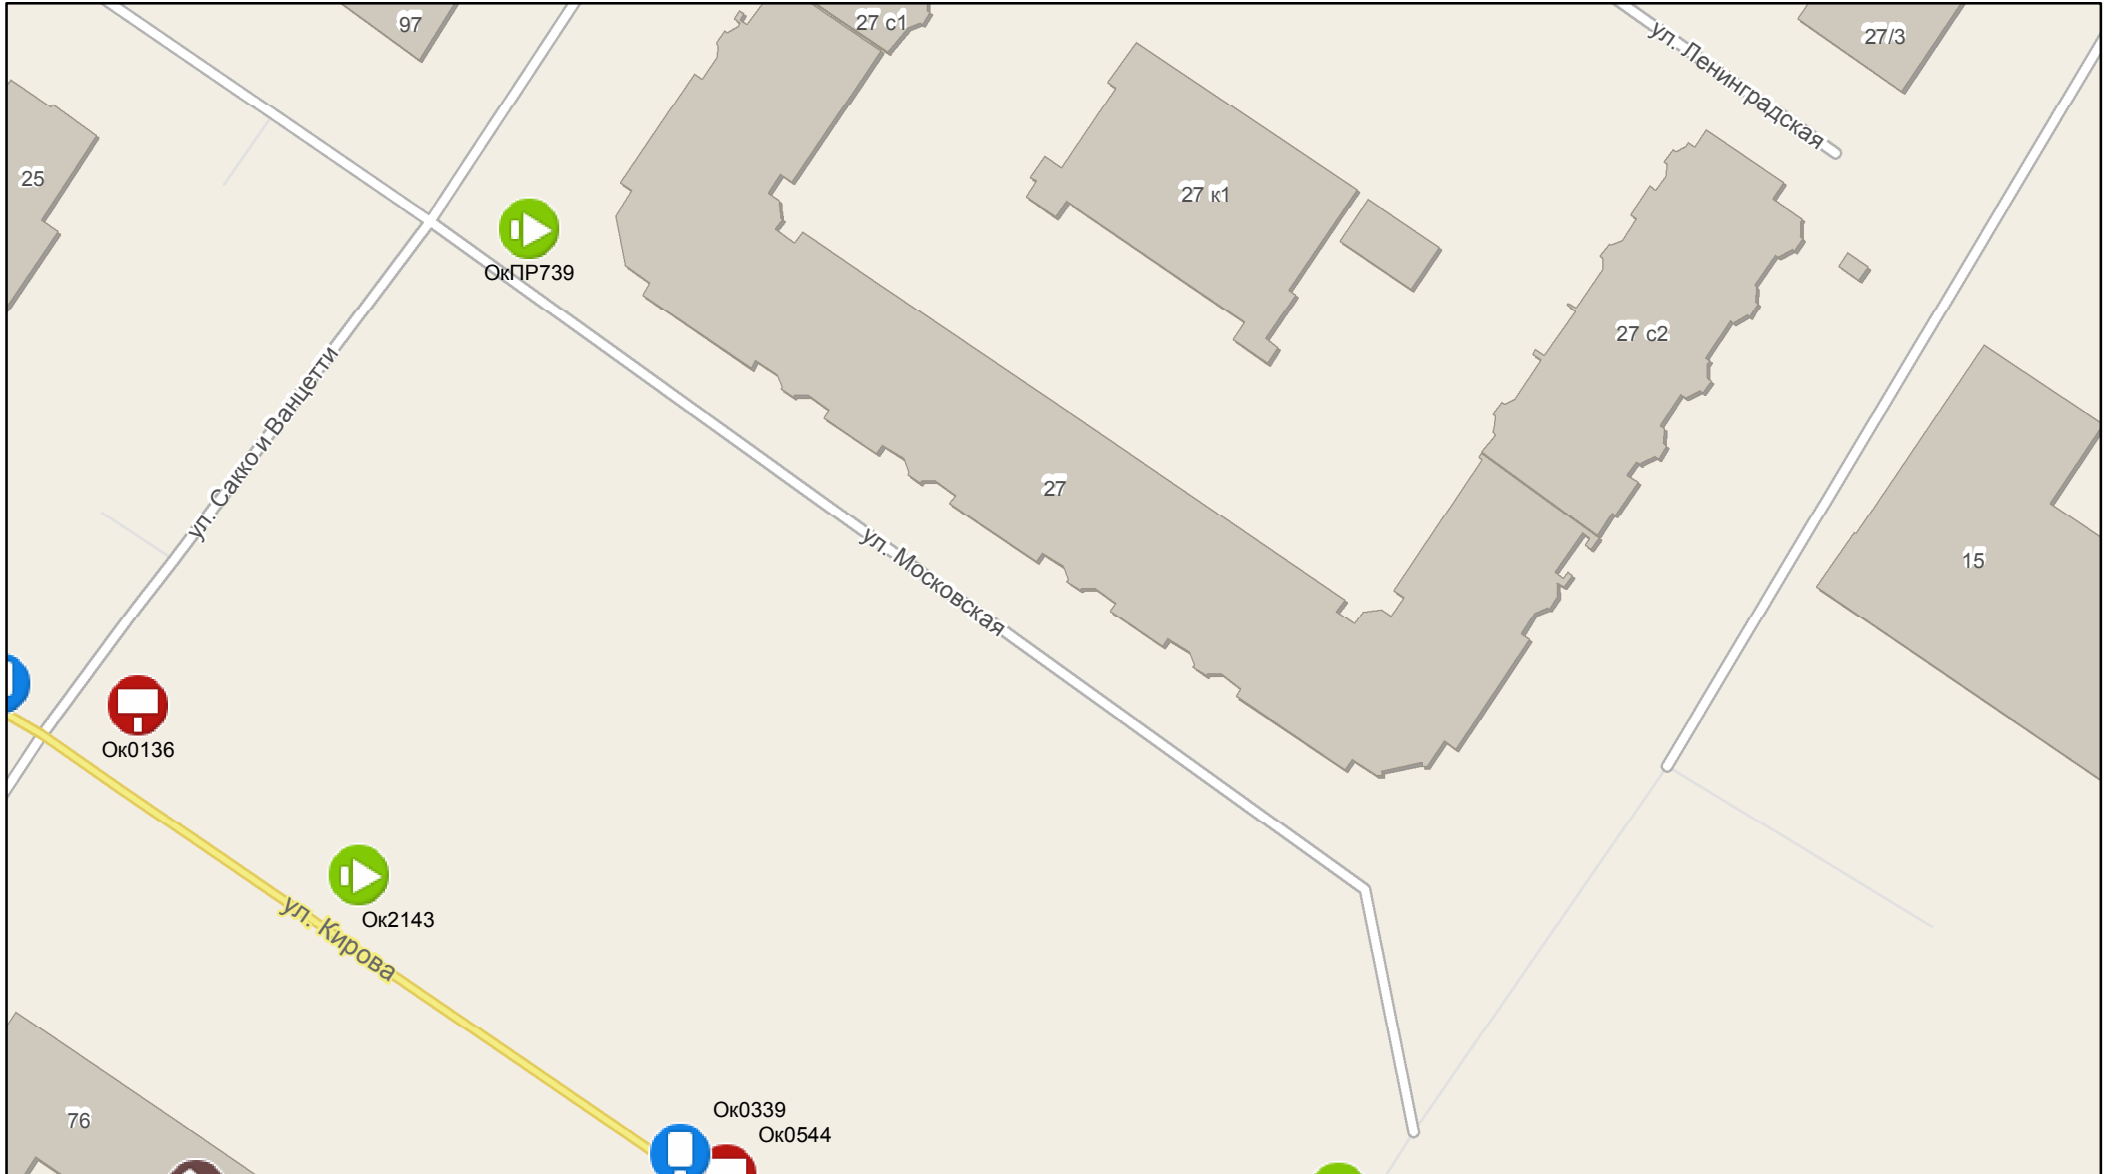 97
27 с1
27/3
ул. Ленинградская
25
27 к1
ОкПР739
27 с2
ул. Сакко и Ванцетти
27
ул. Московская
15
Ок0136
Ок2143
ул. Кирова
76
Ок0339
Ок0544